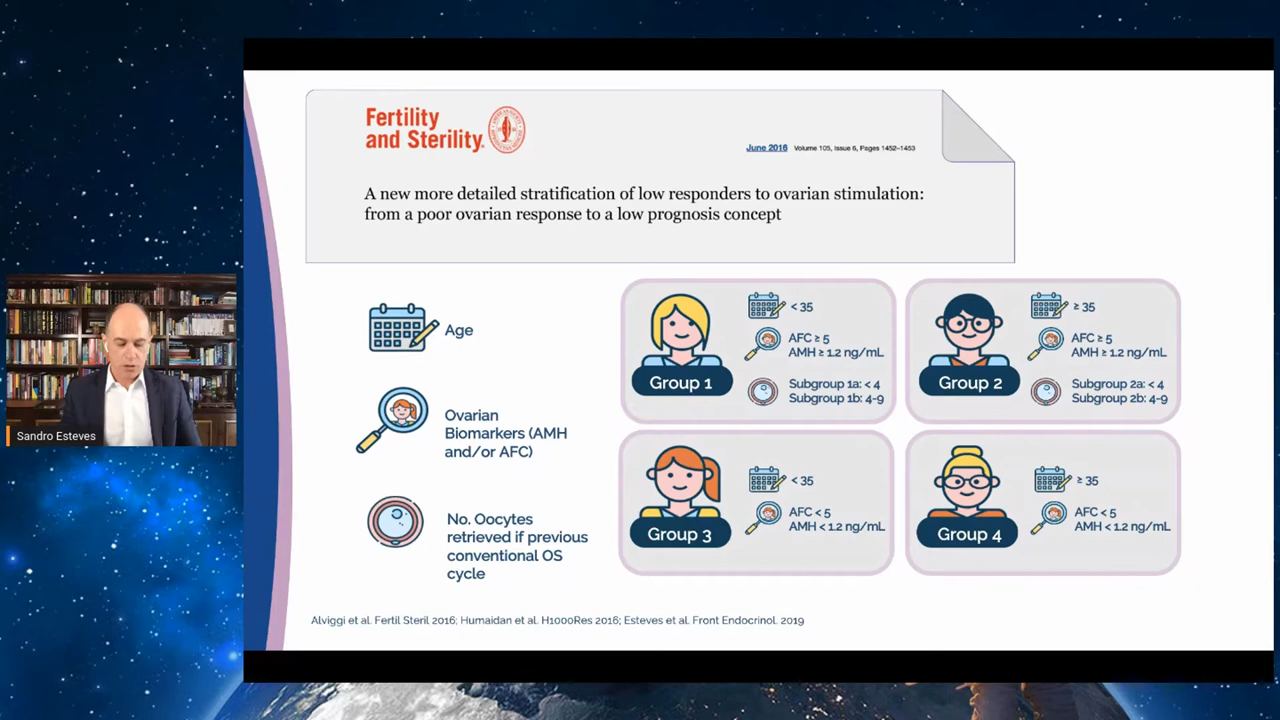 Fertility
and Sterility.
June 2016 Volume 105, Issue 6, Pages 1452–1453
A new more detailed stratification of low responders to ovarian stimulation:
from a poor ovarian response to a low prognosis concept
Age
Ovarian
Biomarkers (AMH
and/or AFC)
No. Oocytes
retrieved if previous
conventional OS
cycle
Group 1
< 35
AFC ≥ 5
AMH ≥ 1.2 ng/mL
Subgroup 1a: < 4
Subgroup 1b: 4-9
Group 2
≥ 35
AFC ≥ 5
AMH ≥ 1.2 ng/mL
Subgroup 2a: < 4
Subgroup 2b: 4-9
Group 3
< 35
AFC < 5
AMH < 1.2 ng/mL
Group 4
≥ 35
AFC < 5
AMH < 1.2 ng/mL
Alviggi et al. Fertil Steril 2016; Humaidan et al. H1000Res 2016; Esteves et al. Front Endocrinol. 2019
Sandro Esteves